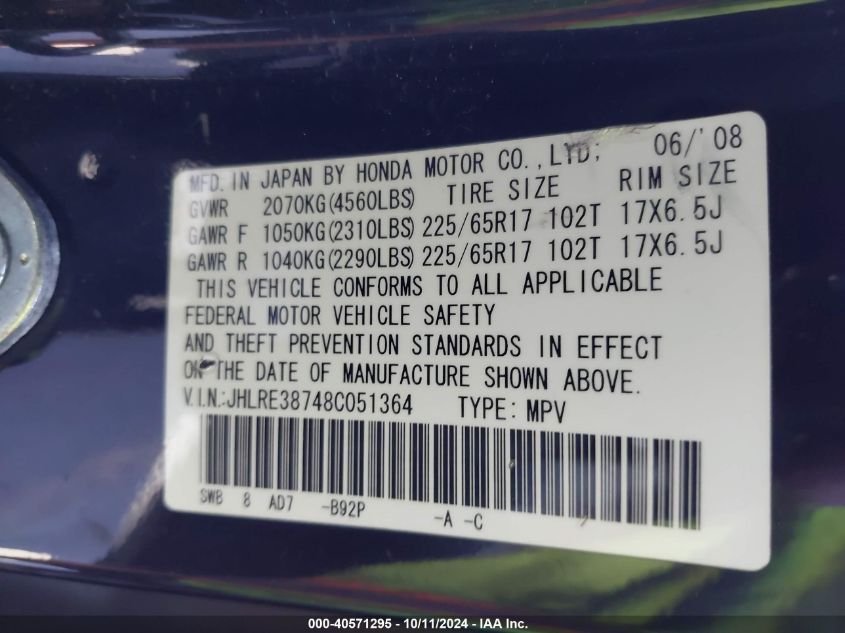 MFD. IN JAPAN BY HONDA MOTOR CO.,LTD; 06/'08
GVWR 2070KG(4560LBS) TIRE SIZE RIM SIZE
GAWR F 1050KG(2310LBS) 225/65R17 102T 17X6.5J
GAWR R 1040KG(2290LBS) 225/65R17 102T 17X6.5J
THIS VEHICLE CONFORMS TO ALL APPLICABLE
FEDERAL MOTOR VEHICLE SAFETY
AND THEFT PREVENTION STANDARDS IN EFFECT
ON THE DATE OF MANUFACTURE SHOWN ABOVE.
V.I.N.:JHLRE38748C051364 TYPE: MPV
SWB 8 AD7 -B92P -A -C
000-40571295 - 10/11/2024 - IAA Inc.